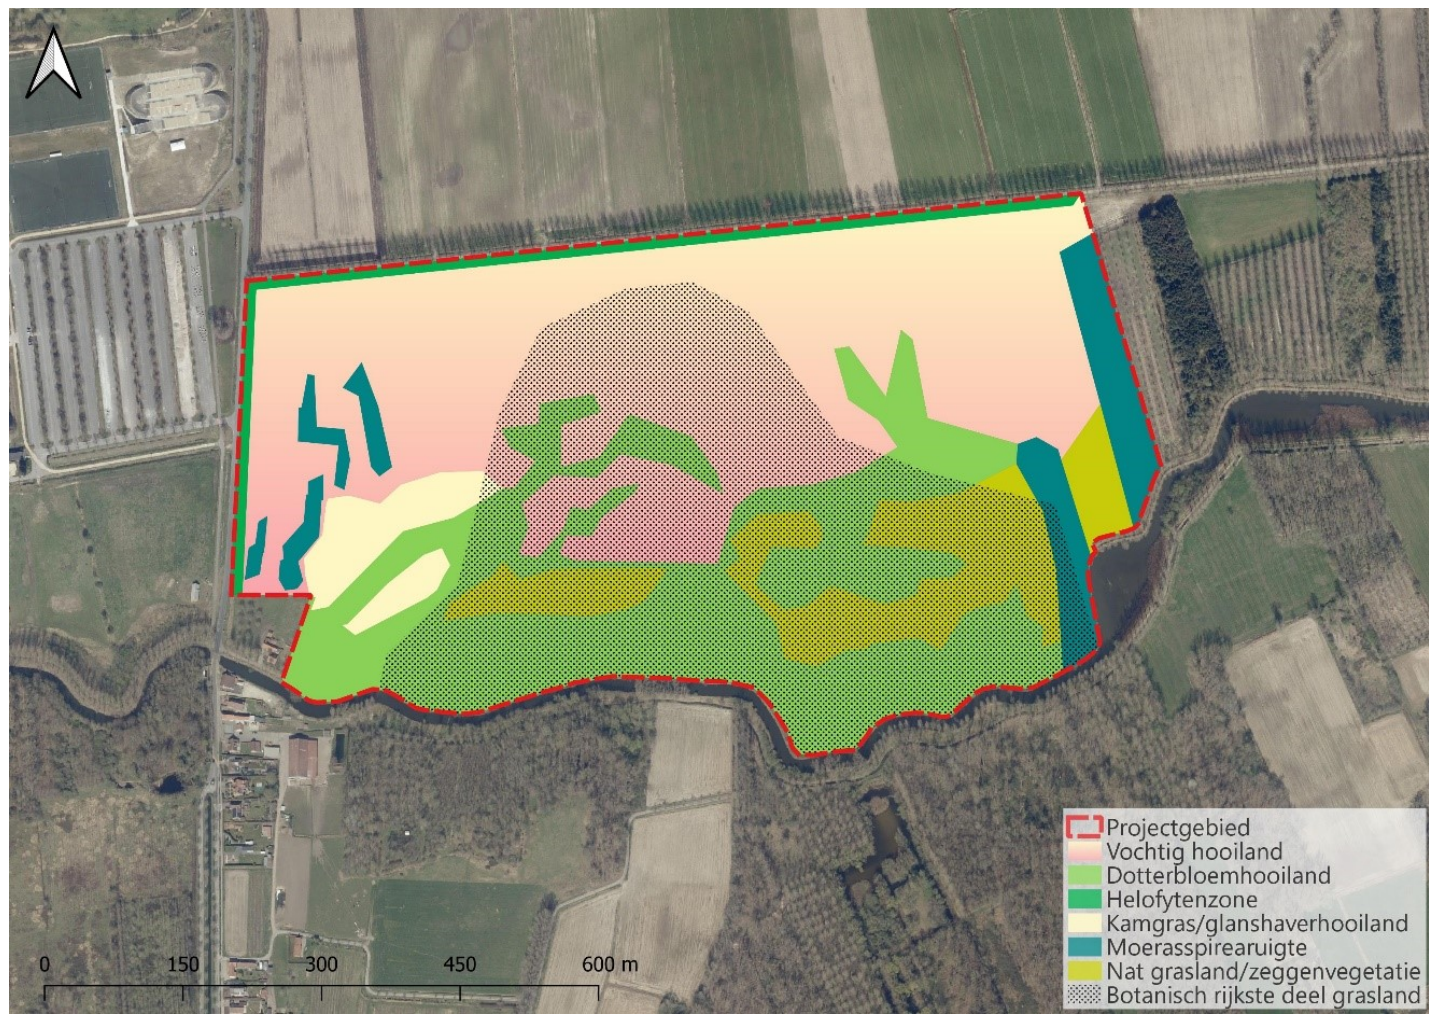 Projectgebied
Vochtig hooiland
Dotterbloemhooiland
Helofytenzone
Kamgras/glanshaverhooiland
Moerasspirearuigte
Nat grasland/zeggenvegetatie
Botanisch rijkste deel grasland
0 150 300 450 600 m